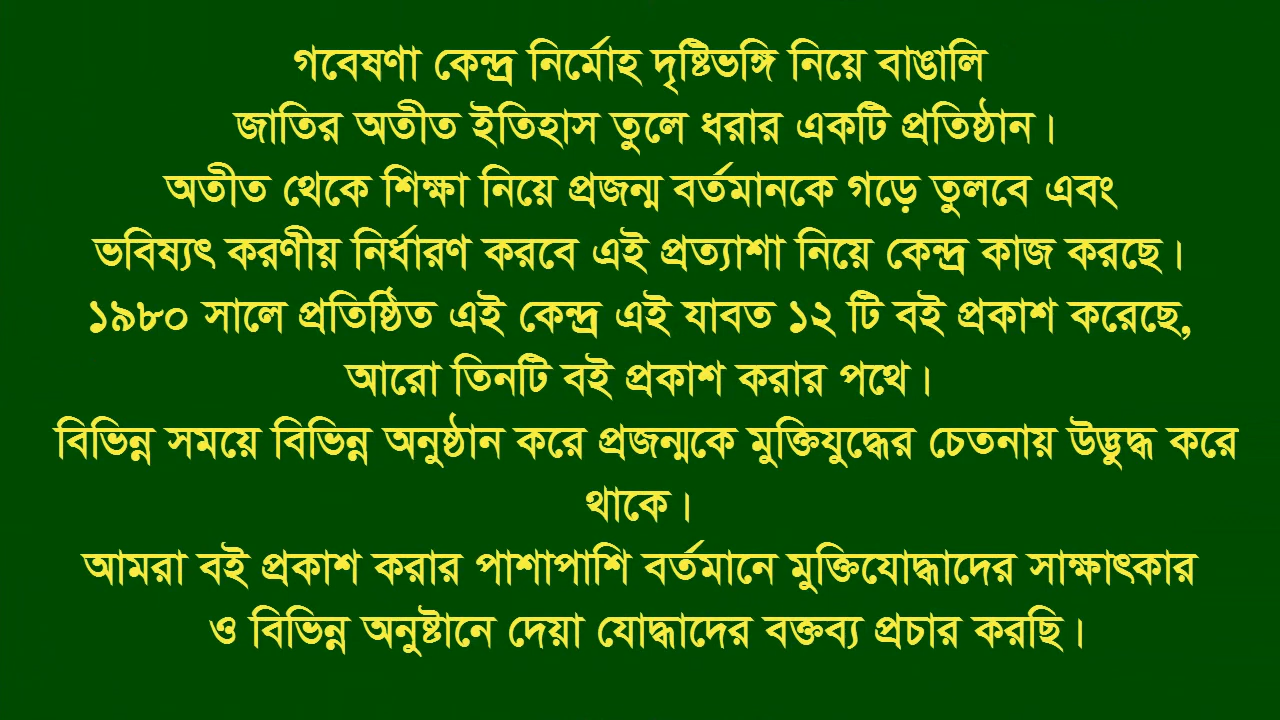 গবেষণা কেন্দ্র নির্মোহ দৃষ্টিভঙ্গি নিয়ে বাঙালি
জাতির অতীত ইতিহাস তুলে ধরার একটি প্রতিষ্ঠান।
অতীত থেকে শিক্ষা নিয়ে প্রজন্ম বর্তমানকে গড়ে তুলবে এবং
ভবিষ্যৎ করণীয় নির্ধারণ করবে এই প্রত্যাশা নিয়ে কেন্দ্র কাজ করছে।
১৯৮০ সালে প্রতিষ্ঠিত এই কেন্দ্র এই যাবত ১২ টি বই প্রকাশ করেছে,
আরো তিনটি বই প্রকাশ করার পথে।
বিভিন্ন সময়ে বিভিন্ন অনুষ্ঠান করে প্রজন্মকে মুক্তিযুদ্ধের চেতনায় উদ্ভুদ্ধ করে
থাকে।
আমরা বই প্রকাশ করার পাশাপাশি বর্তমানে মুক্তিযোদ্ধাদের সাক্ষাৎকার
ও বিভিন্ন অনুষ্টানে দেয়া যোদ্ধাদের বক্তব্য প্রচার করছি।